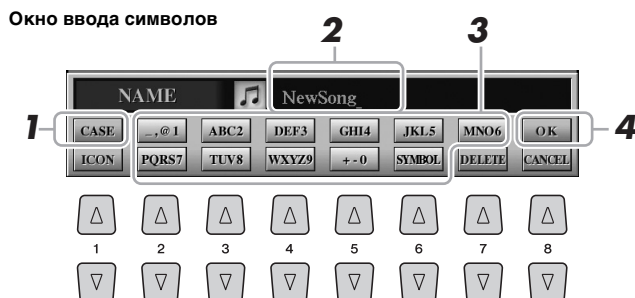 Окно ввода символов
2 3
NAME NewSong_
1 CASE _,@1 ABC2 DEF3 GHI4 JKL5 MNO6 OK 4
ICON PQRS7 TUV8 WXYZ9 +-0 SYMBOL DELETE CANCEL
1 2 3 4 5 6 7 8